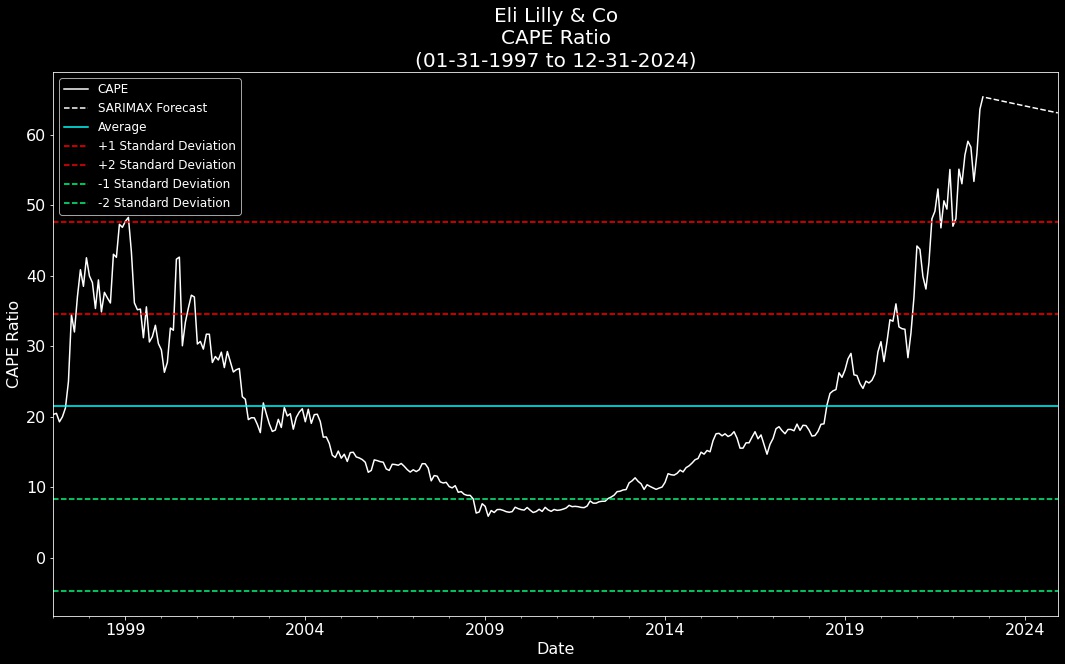 Eli Lilly & Co
CAPE Ratio
(01-31-1997 to 12-31-2024)
CAPE
SARIMAX Forecast
Average
+1 Standard Deviation
+2 Standard Deviation
-1 Standard Deviation
-2 Standard Deviation
60
50
40
30
20
10
0
CAPE Ratio
1999 2004 2009 2014 2019 2024
Date